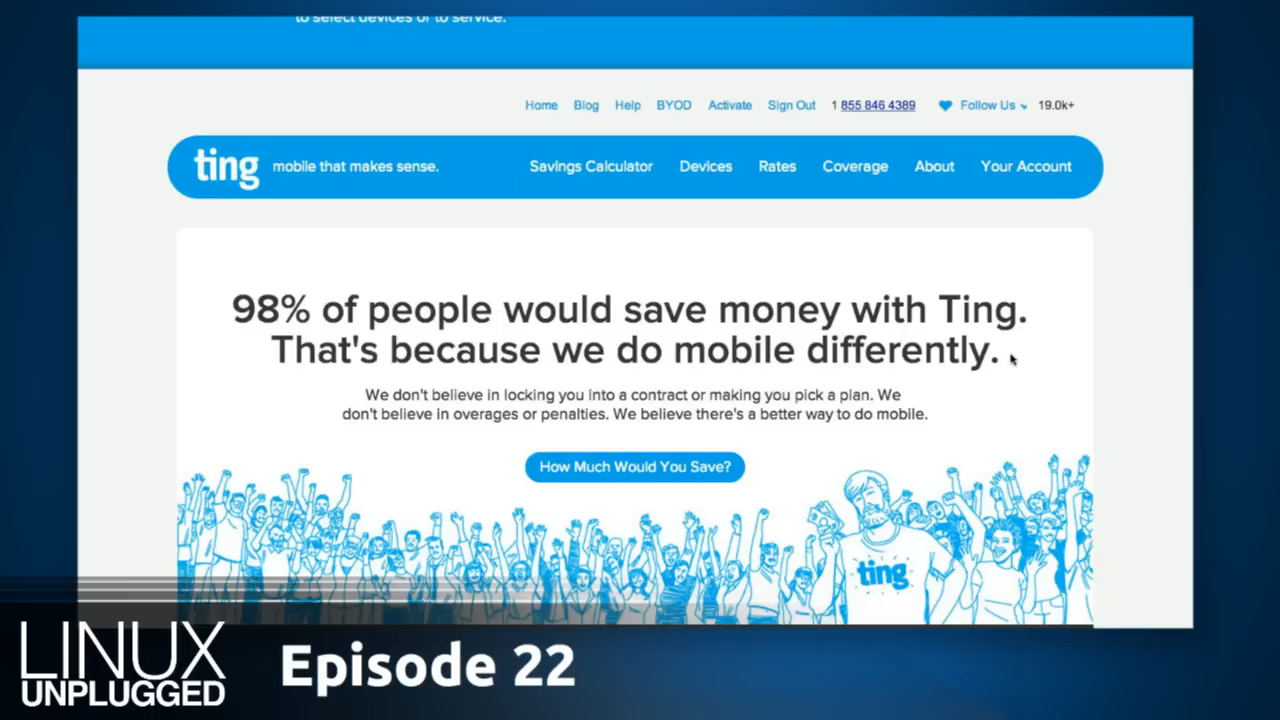 to select devices or to service.
Home Blog Help BYOD Activate Sign Out 1 855 846 4389 Follow Us 19.0k+
ting mobile that makes sense. Savings Calculator Devices Rates Coverage About Your Account
98% of people would save money with Ting.
That's because we do mobile differently.
We don't believe in locking you into a contract or making you pick a plan. We
don't believe in overages or penalties. We believe there's a better way to do mobile.
How Much Would You Save?
ting
LINUX
UNPLUGGED
Episode 22